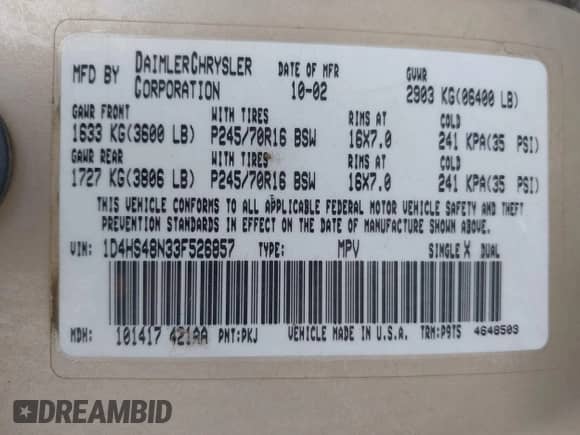 MFD BY DAIMLERCHRYSLER CORPORATION DATE OF MFR 10-02 GVWR 2903 KG(06400 LB)
GAWR FRONT WITH TIRES RIMS AT COLD
1633 KG(3600 LB) P245/70R16 BSW 16X7.0 241 KPA(35 PSI)
GAWR REAR WITH TIRES RIMS AT COLD
1727 KG(3806 LB) P245/70R16 BSW 16X7.0 241 KPA(35 PSI)
THIS VEHICLE CONFORMS TO ALL APPLICABLE FEDERAL MOTOR VEHICLE SAFETY AND THEFT
PREVENTION STANDARDS IN EFFECT ON THE DATE OF MANUFACTURE SHOWN ABOVE.
VIN: 1D4HS48N33F526857 TYPE: MPV SINGLE X DUAL
MDH: 101417 421AA PNT:PKJ VEHICLE MADE IN U.S.A. TRM:P9T5 4648503
DREAMBID